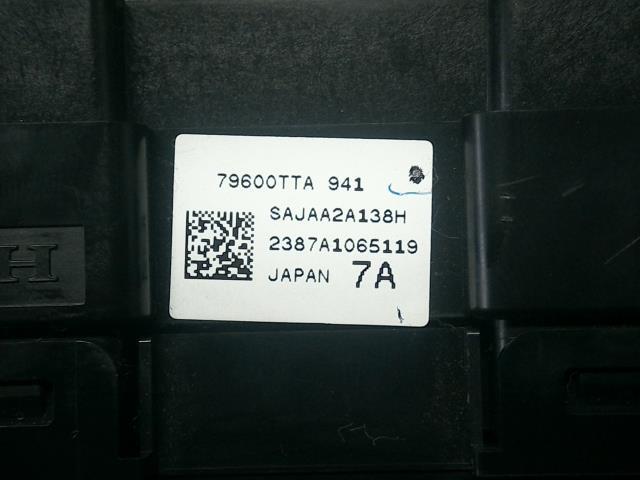 79600TTA 941
SAJAA2A138H
2387A1065119
JAPAN 7A
H